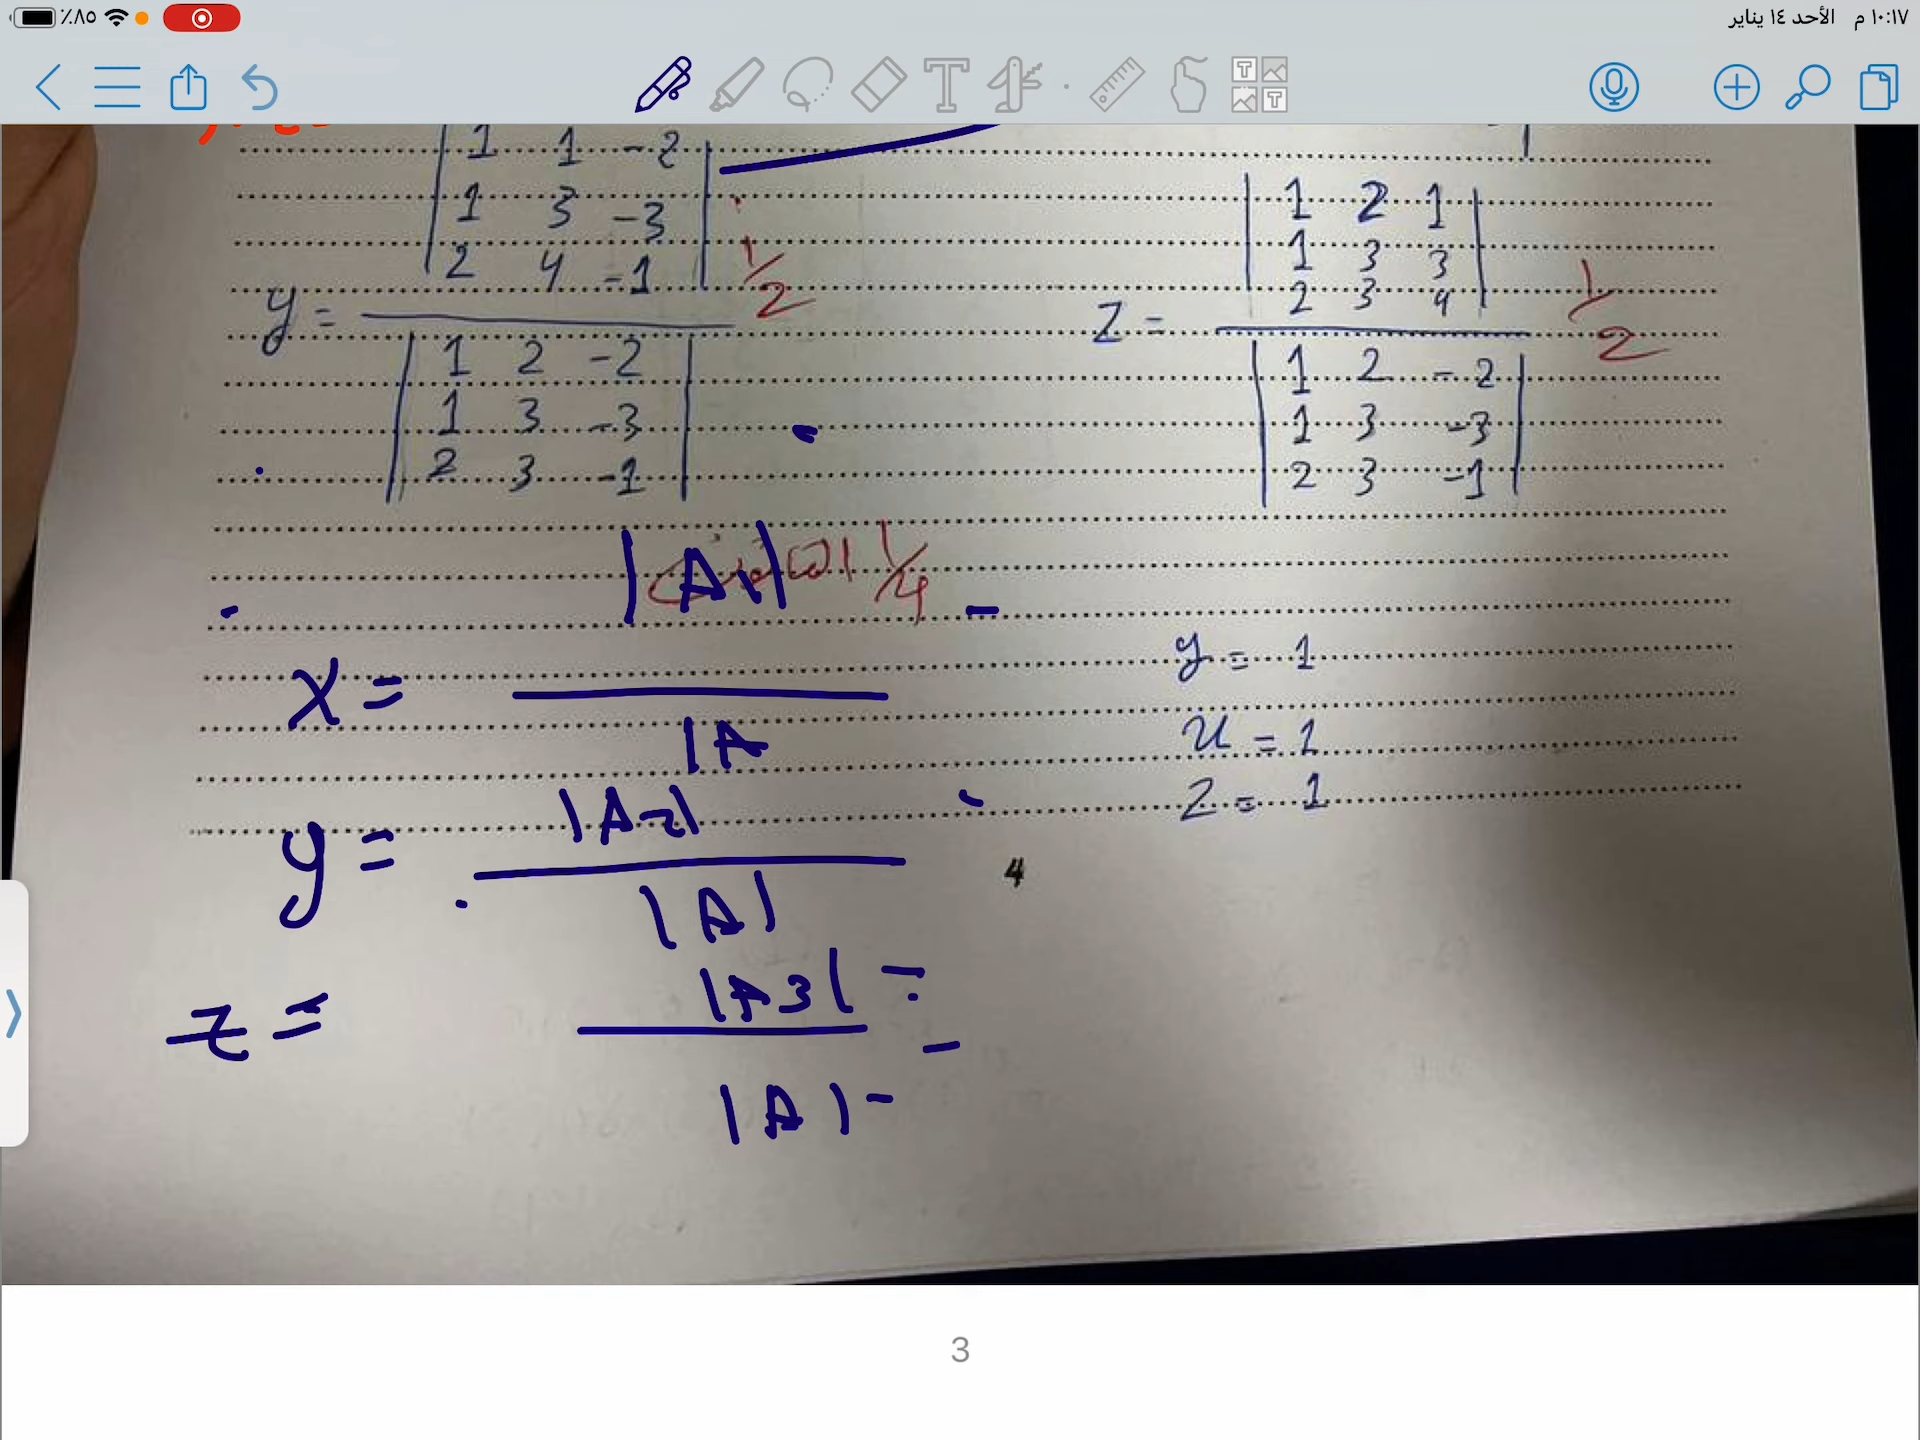 ٪٨٥ الأحد ١٤ يناير ١٠:١٧ م
1 1 -2
1 3 -3
2 4 -1
1/2
y =
1 2 -2
1 3 -3
2 3 -1
1 2 1
1 3 3
2 3 4
1/2
Z =
1 2 -2
1 3 -3
2 3 -1
|A1|
1/4
x =
|A
y =
|A2|
|A|
z =
|A3| =
|A| -
y = 1
x = 1
Z = 1
4
3